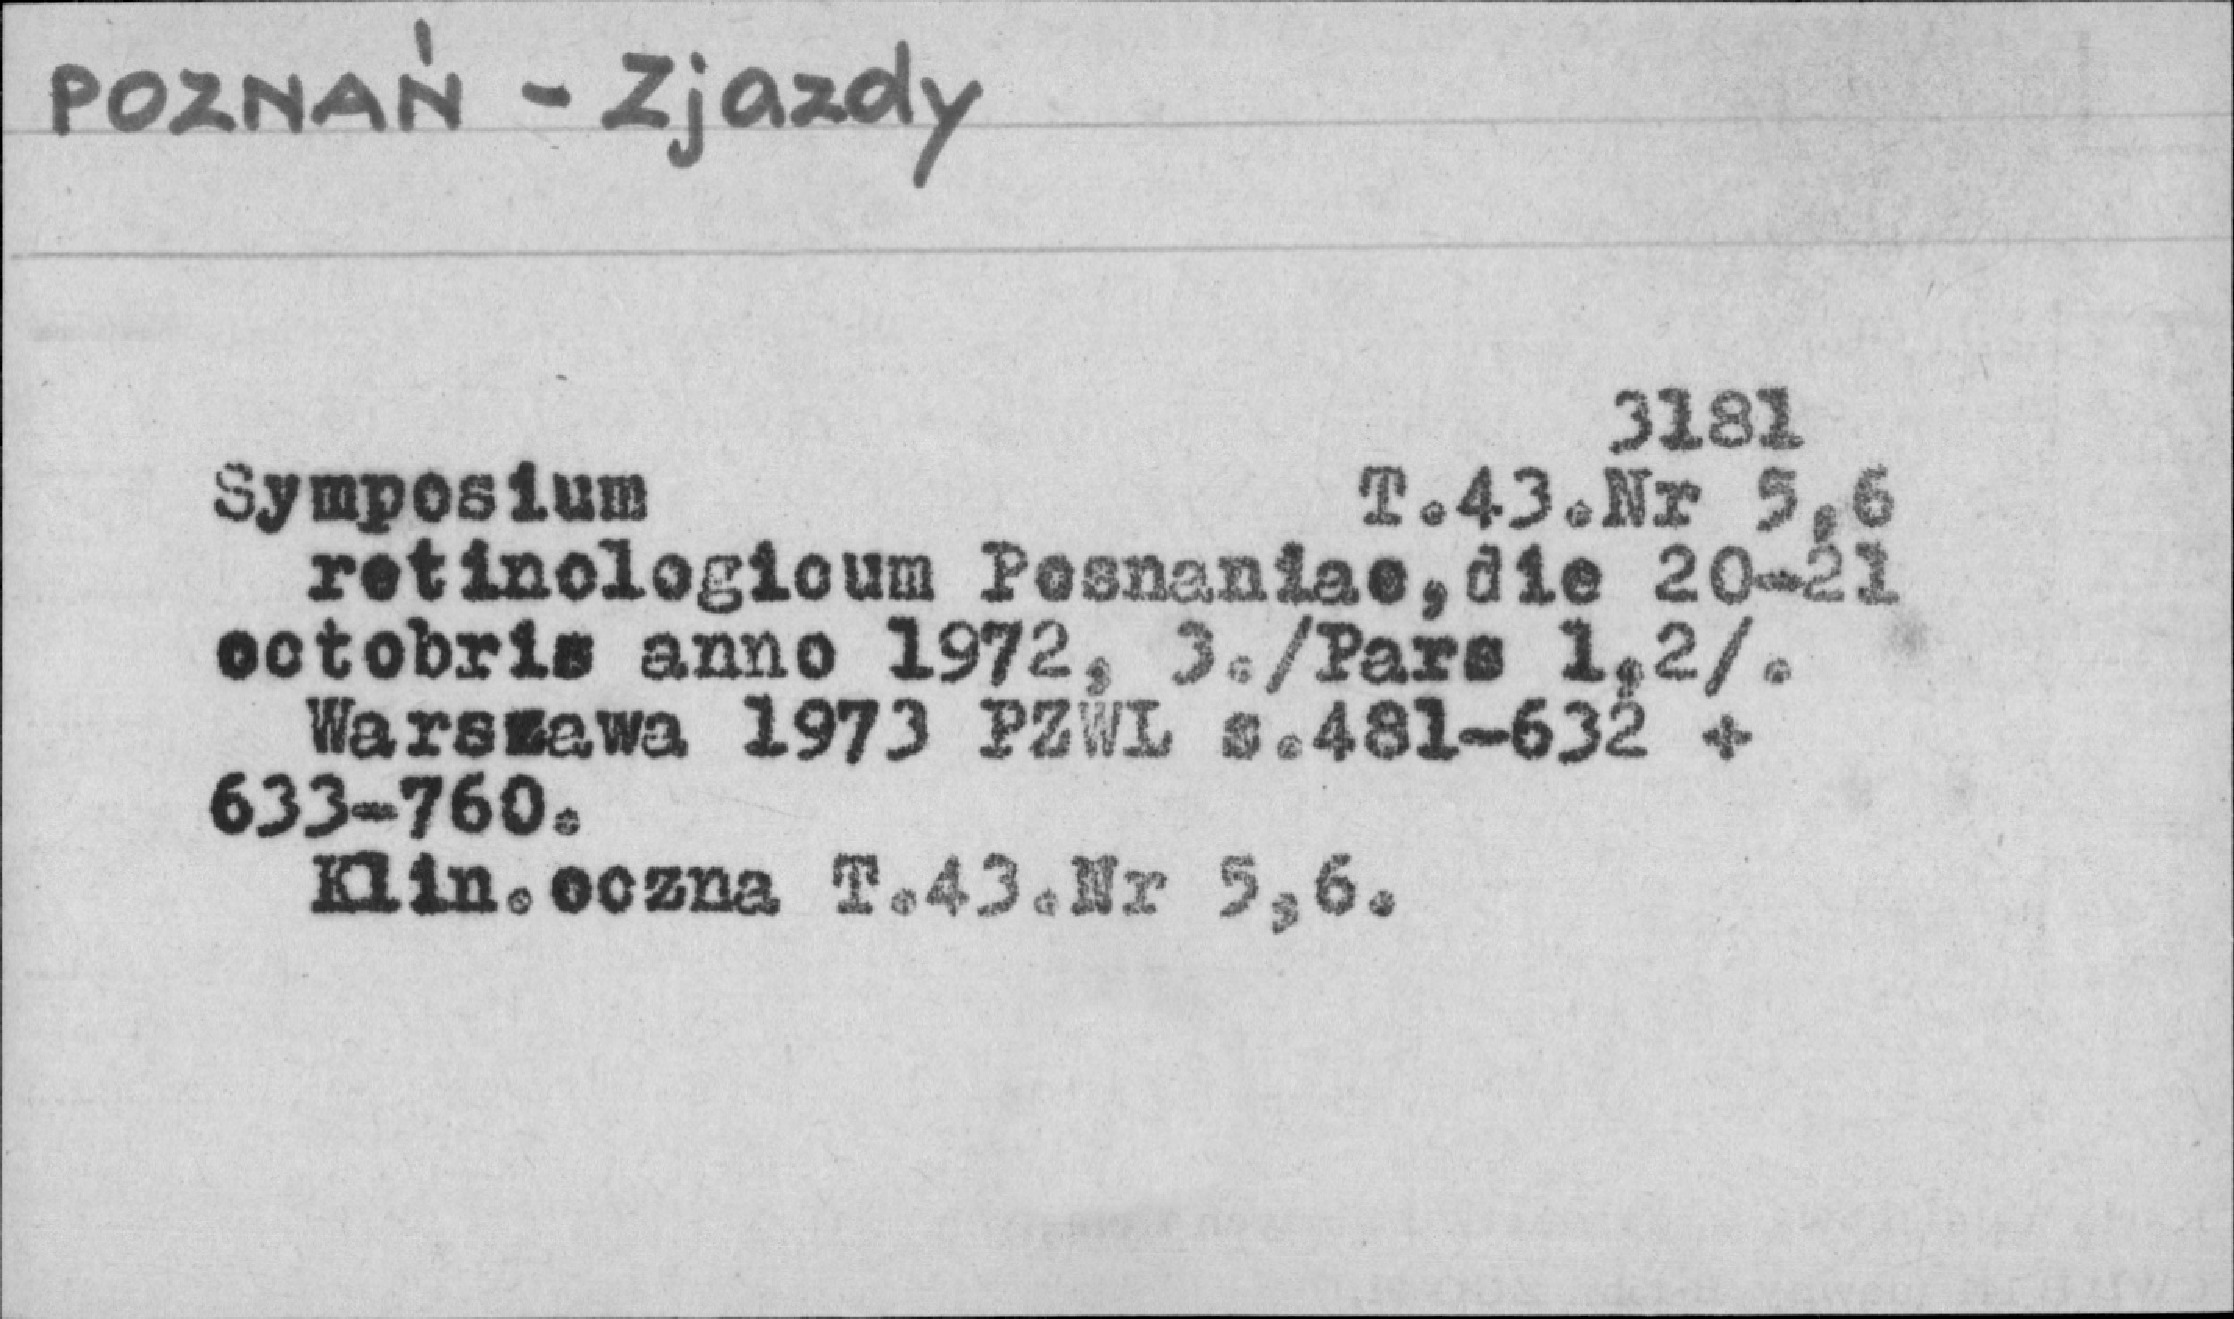 POZNAŃ - Zjazdy
3181
Symposium T.43.Nr 5,6
retinologicum Posnaniae,die 20-21
octobris anno 1972, 3./Pars 1,2/.
Warszawa 1973 PZWL s.481-632 +
633-760.
Klin.oczna T.43.Nr 5,6.